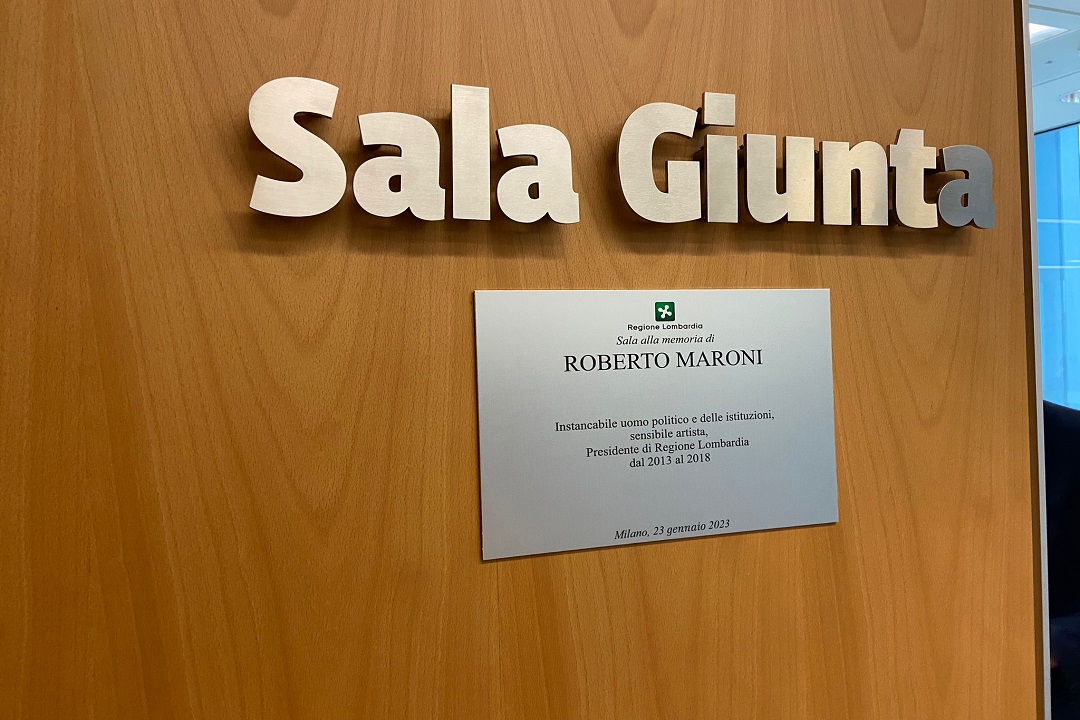 Sala Giunta
Regione Lombardia
Sala alla memoria di
ROBERTO MARONI
Instancabile uomo politico e delle istituzioni,
sensibile artista,
Presidente di Regione Lombardia
dal 2013 al 2018
Milano, 23 gennaio 2023